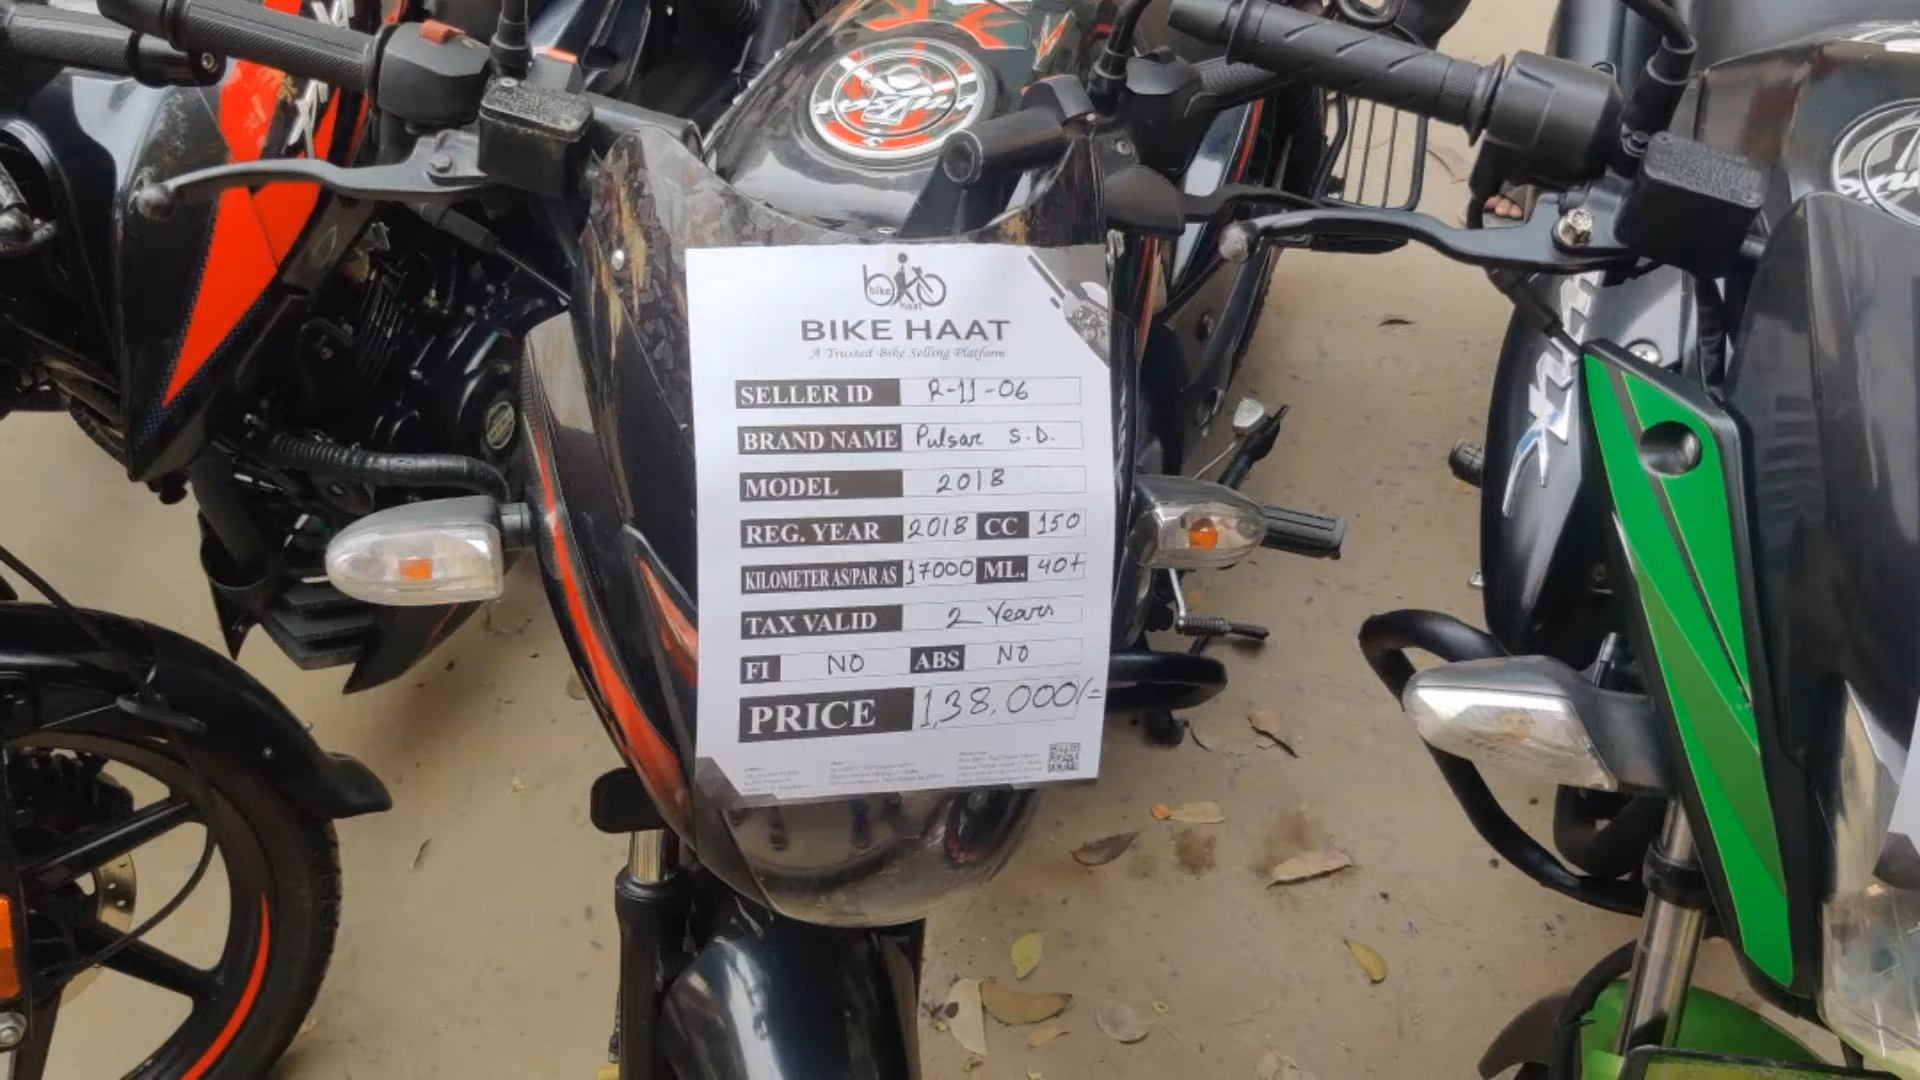 Pulsar
bike
haat
BIKE HAAT
A Trusted Bike Selling Platform
SELLER ID R-11-06
BRAND NAME Pulsar S.D.
MODEL 2018
REG. YEAR 2018 CC 150
KILOMETER AS/PAR AS 17000 ML. 40+
TAX VALID 2 Years
FI NO ABS NO
PRICE 1,38,000/=